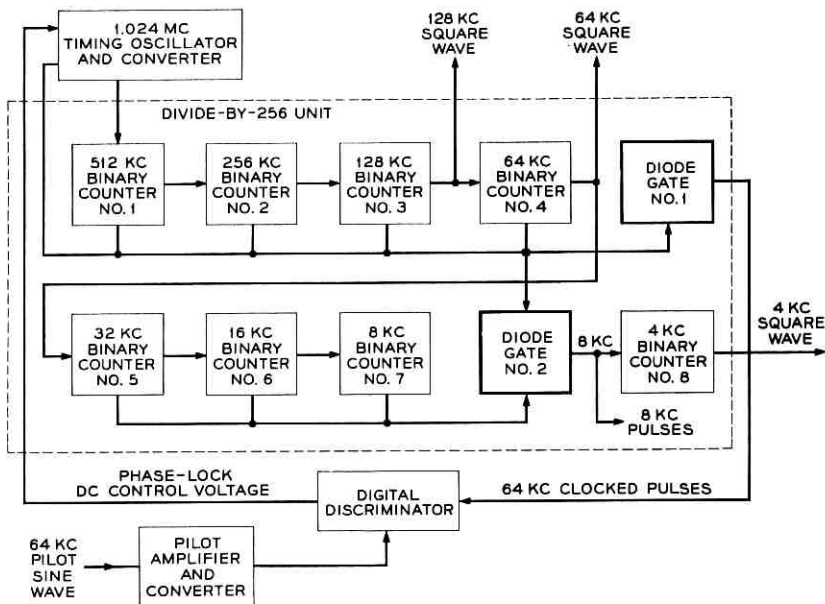 1.024 MC
TIMING OSCILLATOR
AND CONVERTER
128 KC
SQUARE
WAVE
64 KC
SQUARE
WAVE
DIVIDE-BY-256 UNIT
512 KC
BINARY
COUNTER
NO. 1
256 KC
BINARY
COUNTER
NO. 2
128 KC
BINARY
COUNTER
NO. 3
64 KC
BINARY
COUNTER
NO. 4
DIODE
GATE
NO. 1
32 KC
BINARY
COUNTER
NO. 5
16 KC
BINARY
COUNTER
NO. 6
8 KC
BINARY
COUNTER
NO. 7
DIODE
GATE
NO. 2
8 KC
4 KC
BINARY
COUNTER
NO. 8
4 KC
SQUARE
WAVE
8 KC
PULSES
PHASE-LOCK
DC CONTROL VOLTAGE
DIGITAL
DISCRIMINATOR
64 KC CLOCKED PULSES
64 KC
PILOT
SINE
WAVE
PILOT
AMPLIFIER
AND
CONVERTER